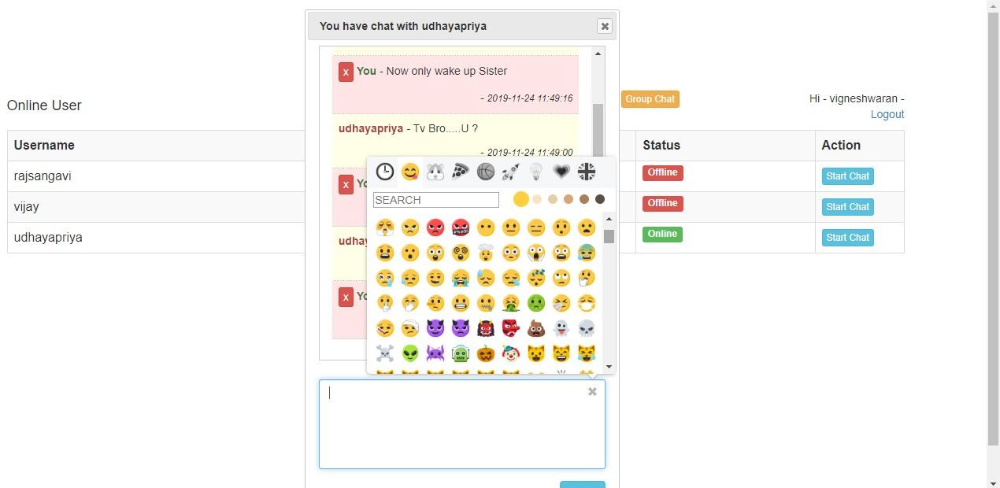 You have chat with udhayapriya
x You - Now only wake up Sister
- 2019-11-24 11:49:16
udhayapriya - Tv Bro.....U ?
- 2019-11-24 11:49:00
x Yo
udhay
x Yo
SEARCH
Online User
Group Chat
Hi - vigneshwaran -
Logout
Username Status Action
rajsangavi Offline Start Chat
vijay Offline Start Chat
udhayapriya Online Start Chat